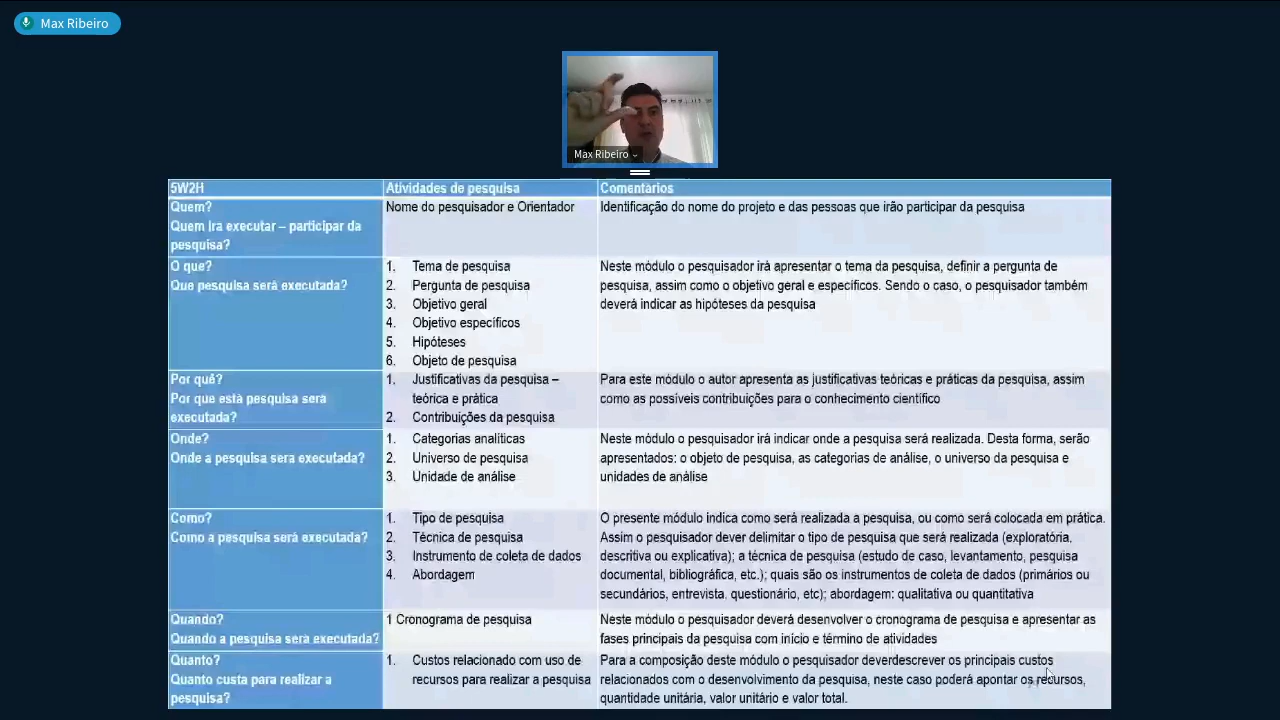 Max Ribeiro
Max Ribeiro
5W2H Atividades de pesquisa Comentários
Quem?
Quem ira executar – participar da
pesquisa?
Nome do pesquisador e Orientador
Identificação do nome do projeto e das pessoas que irão participar da pesquisa
O que?
Que pesquisa será executada?
1. Tema de pesquisa
2. Pergunta de pesquisa
3. Objetivo geral
4. Objetivo específicos
5. Hipóteses
6. Objeto de pesquisa
Neste módulo o pesquisador irá apresentar o tema da pesquisa, definir a pergunta de
pesquisa, assim como o objetivo geral e específicos. Sendo o caso, o pesquisador também
deverá indicar as hipóteses da pesquisa
Por quê?
Por que está pesquisa será
executada?
1. Justificativas da pesquisa –
teórica e prática
2. Contribuições da pesquisa
Para este módulo o autor apresenta as justificativas teóricas e práticas da pesquisa, assim
como as possíveis contribuições para o conhecimento científico
Onde?
Onde a pesquisa sera executada?
1. Categorias analíticas
2. Universo de pesquisa
3. Unidade de análise
Neste módulo o pesquisador irá indicar onde a pesquisa será realizada. Desta forma, serão
apresentados: o objeto de pesquisa, as categorias de análise, o universo da pesquisa e
unidades de análise
Como?
Como a pesquisa será executada?
1. Tipo de pesquisa
2. Técnica de pesquisa
3. Instrumento de coleta de dados
4. Abordagem
O presente módulo indica como será realizada a pesquisa, ou como será colocada em prática.
Assim o pesquisador dever delimitar o tipo de pesquisa que será realizada (exploratória,
descritiva ou explicativa); a técnica de pesquisa (estudo de caso, levantamento, pesquisa
documental, bibliográfica, etc.); quais são os instrumentos de coleta de dados (primários ou
secundários, entrevista. questionário, etc); abordagem: qualitativa ou quantitativa
Quando?
Quando a pesquisa será executada?
1 Cronograma de pesquisa
Neste módulo o pesquisador deverá desenvolver o cronograma de pesquisa e apresentar as
fases principais da pesquisa com início e término de atividades
Quanto?
Quanto custa para realizar a
pesquisa?
1. Custos relacionado com uso de
recursos para realizar a pesquisa
Para a composição deste módulo o pesquisador deverdescrever os principais custos
relacionados com o desenvolvimento da pesquisa, neste caso poderá apontar os recursos,
quantidade unitária, valor unitário e valor total.